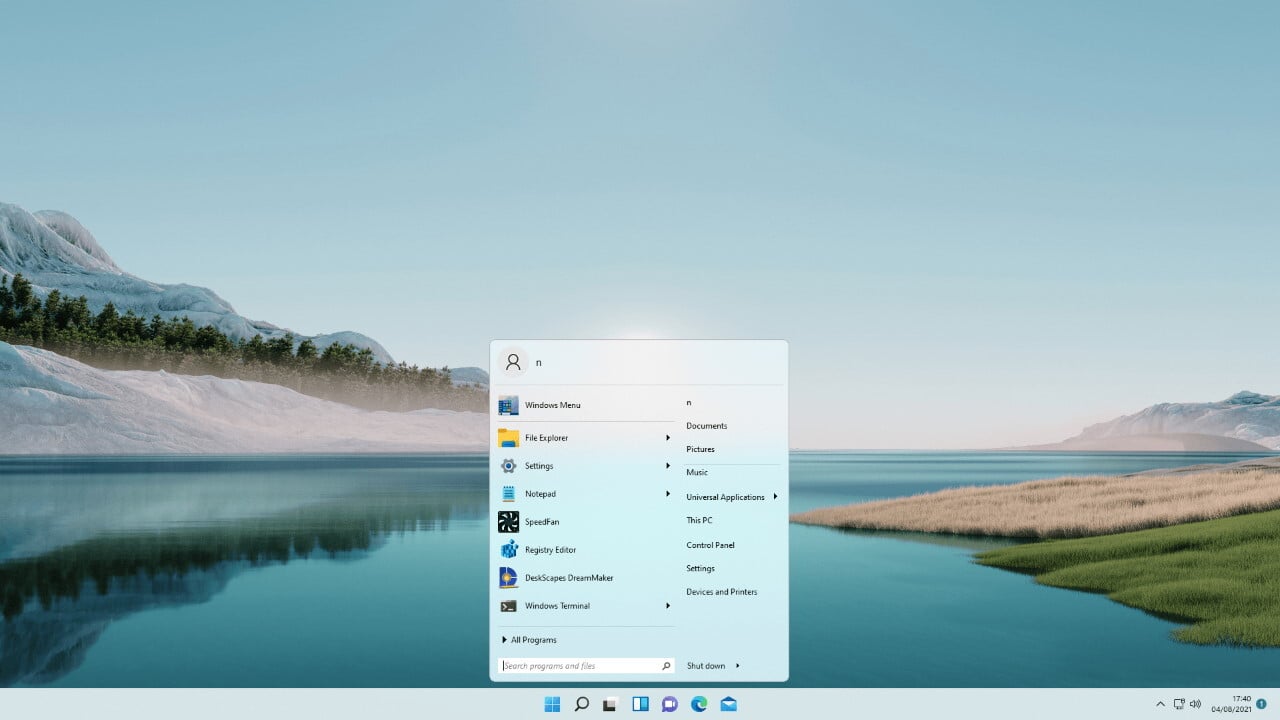 n
Windows Menu
File Explorer
Settings
Notepad
SpeedFan
Registry Editor
DeskScapes DreamMaker
Windows Terminal
All Programs
Search programs and files
n
Documents
Pictures
Music
Universal Applications
This PC
Control Panel
Settings
Devices and Printers
Shut down
17:40
04/08/2021
1